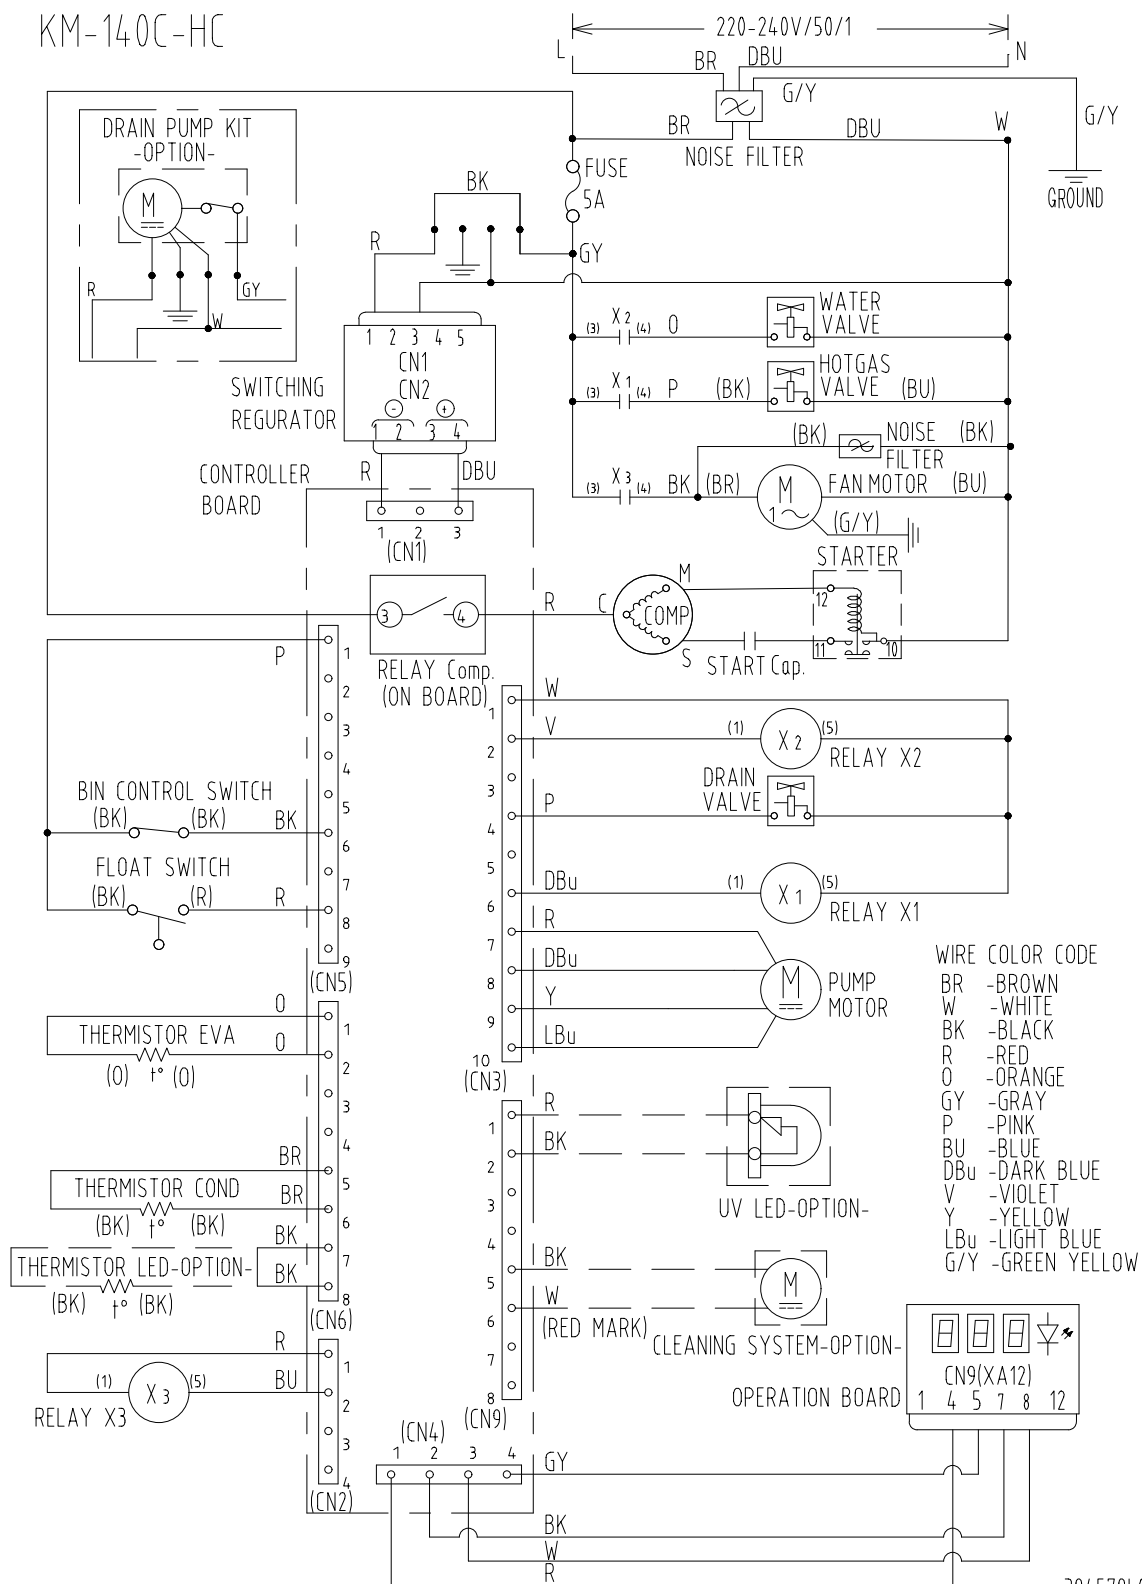 KM-140C-HC
220-240V/50/1
L
N
BR
DBU
G/Y
G/Y
W
BR
DBU
NOISE FILTER
GROUND
DRAIN PUMP KIT
-OPTION-
M
R
GY
W
FUSE
5A
BK
R
GY
1 2 3 4 5
CN1
CN2
- +
1 2 3 4
SWITCHING
REGURATOR
R
DBU
(3) X2 (4) O
WATER
VALVE
(3) X1 (4) P (BK)
HOTGAS
VALVE (BU)
(BK) NOISE (BK)
FILTER
(3) X3 (4) BK (BR)
M
1
FAN MOTOR (BU)
(G/Y)
CONTROLLER
BOARD
1 2 3
(CN1)
3 4
RELAY Comp.
(ON BOARD)
R
C
COMP
M
S
START Cap.
STARTER
12
11
10
P
1
2
3
4
5
6
7
8
9
(CN5)
BIN CONTROL SWITCH
(BK) (BK) BK
FLOAT SWITCH
(BK) (R) R
W
V
P
DBu
R
DBu
Y
LBu
1
2
3
4
5
6
7
8
9
10
(CN3)
(1) X2 (5)
RELAY X2
DRAIN
VALVE
(1) X1 (5)
RELAY X1
M
PUMP
MOTOR
O
THERMISTOR EVA O
(O) t° (O)
BR
THERMISTOR COND BR
(BK) t° (BK)
BK
THERMISTOR LED-OPTION- BK
(BK) t° (BK)
1
2
3
4
5
6
7
8
(CN6)
R
(1) X3 (5) BU
RELAY X3
1
2
3
4
(CN2)
R
BK
BK
W
(RED MARK)
1
2
3
4
5
6
7
8
(CN9)
UV LED-OPTION-
M
CLEANING SYSTEM-OPTION-
WIRE COLOR CODE
BR -BROWN
W -WHITE
BK -BLACK
R -RED
O -ORANGE
GY -GRAY
P -PINK
BU -BLUE
DBu -DARK BLUE
V -VIOLET
Y -YELLOW
LBu -LIGHT BLUE
G/Y -GREEN YELLOW
888
CN9(XA12)
1 4 5 7 8 12
OPERATION BOARD
(CN4)
1 2 3 4
GY
BK
W
R